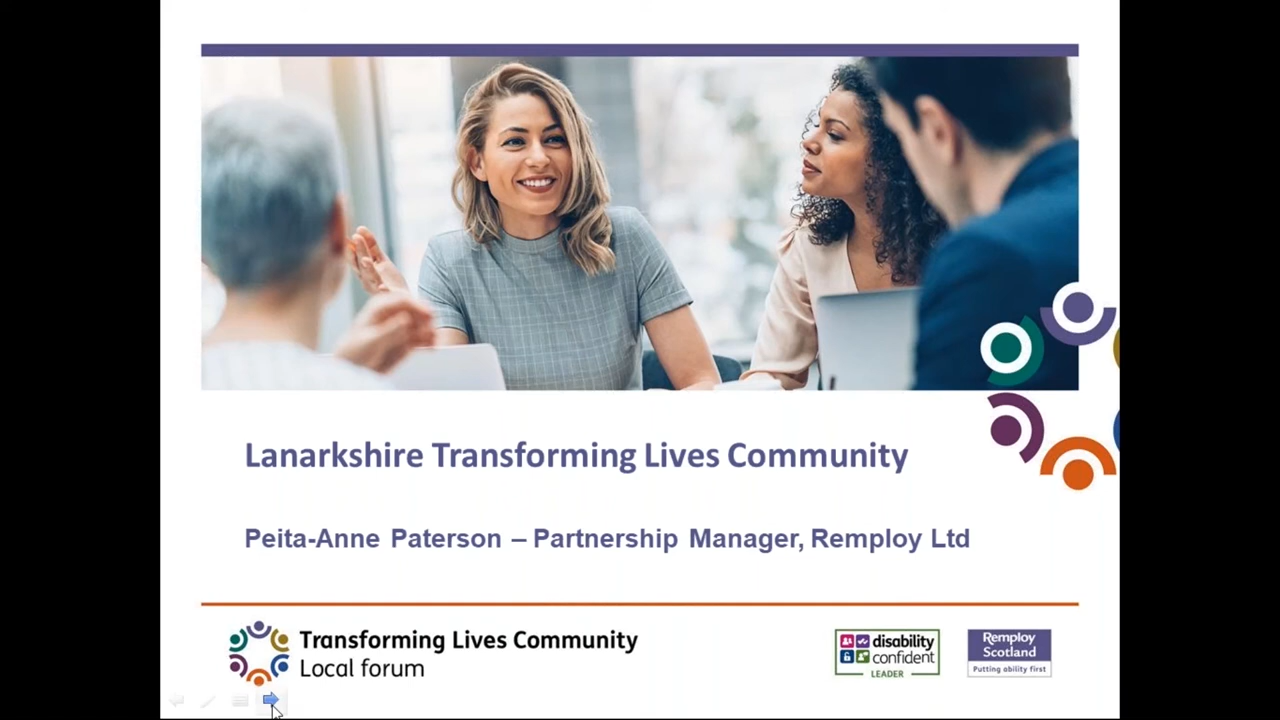 Lanarkshire Transforming Lives Community
Peita-Anne Paterson – Partnership Manager, Remploy Ltd
Transforming Lives Community
Local forum
disability
confident
LEADER
Remploy
Scotland
Putting ability first